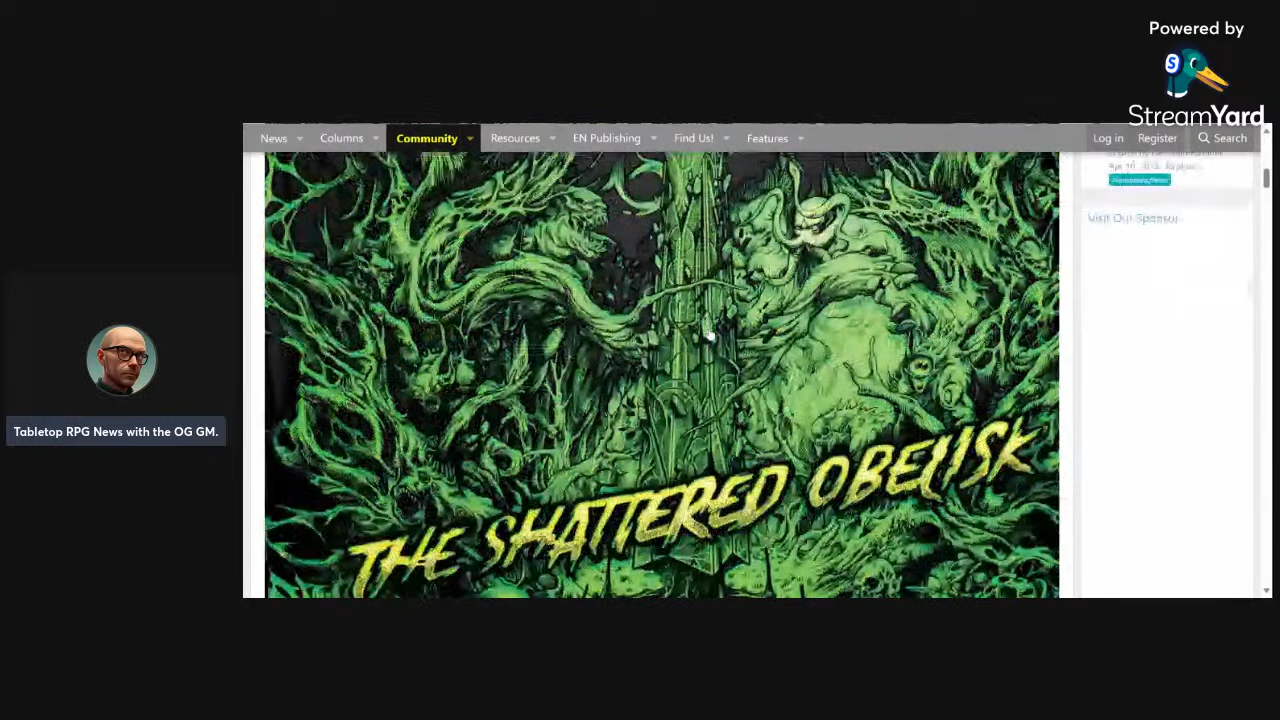 Powered by
S
StreamYard
News
Columns
Community
Resources
EN Publishing
Find Us!
Features
Log in
Register
Search
Visit Our Sponsor
THE SHATTERED OBELISK
Tabletop RPG News with the OG GM.